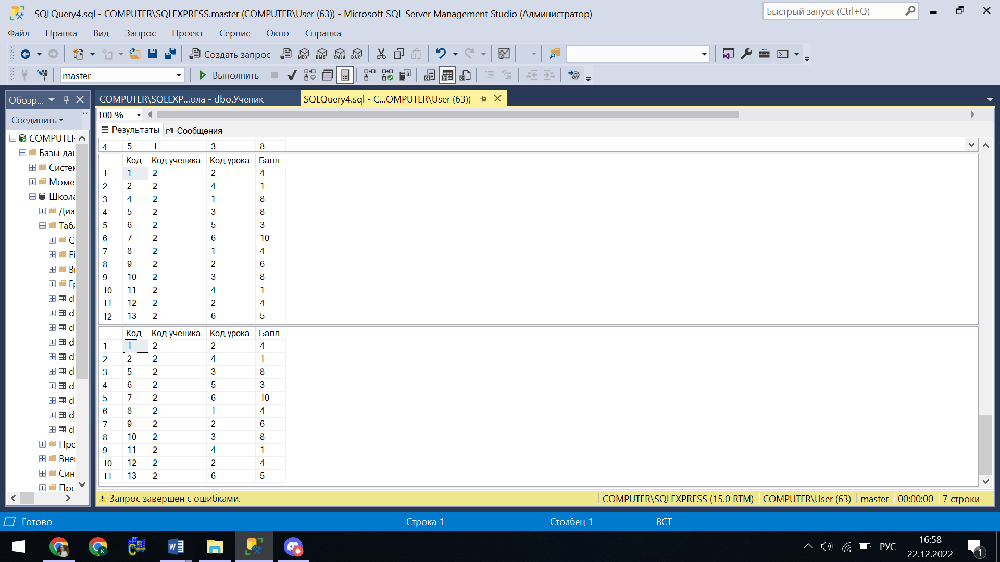 SQLQuery4.sql - COMPUTER\SQLEXPRESS.master (COMPUTER\User (63)) - Microsoft SQL Server Management Studio (Администратор)
Быстрый запуск (Ctrl+Q)
Файл Правка Вид Запрос Проект Сервис Окно Справка
Создать запрос MDX DMX XMLA DAX
master Выполнить
Обозр...
COMPUTER\SQLEXP...ола - dbo.Ученик
SQLQuery4.sql - C...OMPUTER\User (63))
Соединить
100 %
Результаты Сообщения
COMPUTER
Базы дан
Систем
Моме
Школа
Диа
Табл
С
Fi
В
Гр
d
d
d
d
d
d
d
d
d
d
Пре
Вне
Син
Про
4 5 1 3 8
Код Код ученика Код урока Балл
1 1 2 2 4
2 2 2 4 1
3 4 2 1 8
4 5 2 3 8
5 6 2 5 3
6 7 2 6 10
7 8 2 1 4
8 9 2 2 6
9 10 2 3 8
10 11 2 4 1
11 12 2 2 4
12 13 2 6 5
Код Код ученика Код урока Балл
1 1 2 2 4
2 2 2 4 1
3 5 2 3 8
4 6 2 5 3
5 7 2 6 10
6 8 2 1 4
7 9 2 2 6
8 10 2 3 8
9 11 2 4 1
10 12 2 2 4
11 13 2 6 5
Запрос завершен с ошибками. COMPUTER\SQLEXPRESS (15.0 RTM) COMPUTER\User (63) master 00:00:00 7 строки
Готово Строка 1 Столбец 1 ВСТ
РУС
16:58
22.12.2022
1